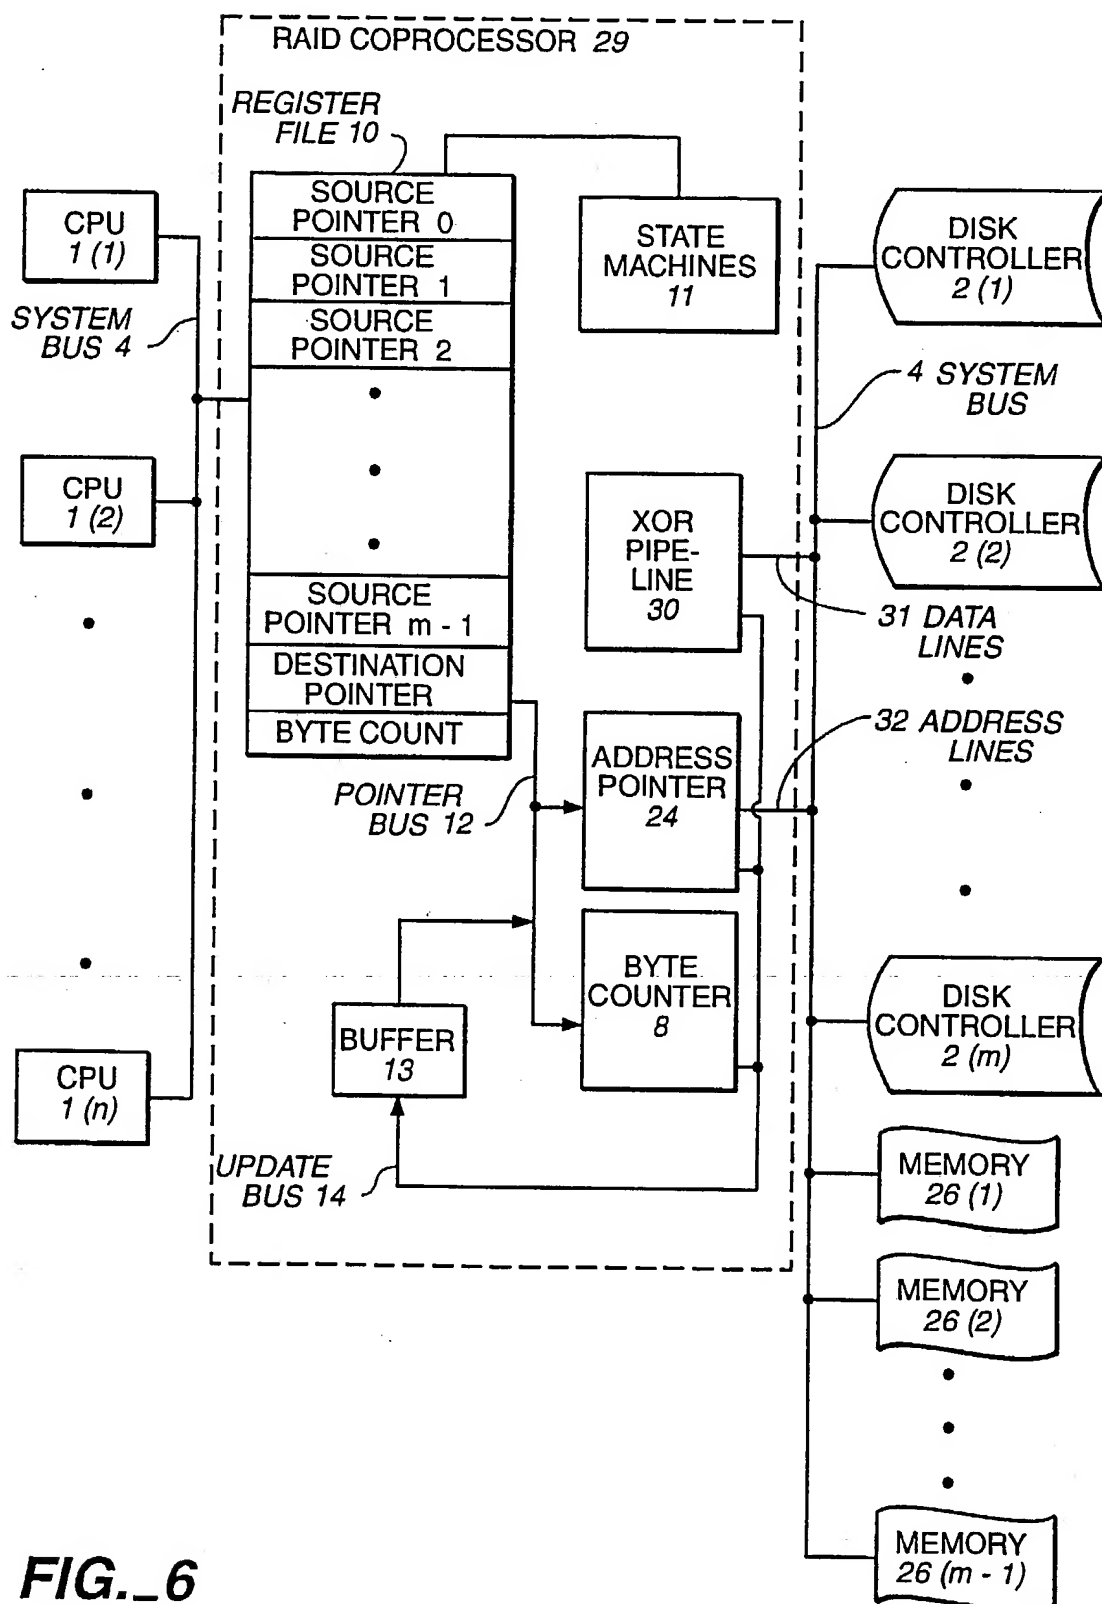 RAID COPROCESSOR 29
REGISTER
FILE 10
SOURCE
POINTER 0
SOURCE
POINTER 1
SOURCE
POINTER 2
SOURCE
POINTER m - 1
DESTINATION
POINTER
BYTE COUNT
CPU
1 (1)
SYSTEM
BUS 4
CPU
1 (2)
CPU
1 (n)
STATE
MACHINES
11
XOR
PIPE-
LINE
30
POINTER
BUS 12
ADDRESS
POINTER
24
BYTE
COUNTER
8
BUFFER
13
UPDATE
BUS 14
DISK
CONTROLLER
2 (1)
4 SYSTEM
BUS
DISK
CONTROLLER
2 (2)
31 DATA
LINES
32 ADDRESS
LINES
DISK
CONTROLLER
2 (m)
MEMORY
26 (1)
MEMORY
26 (2)
MEMORY
26 (m - 1)
FIG._6